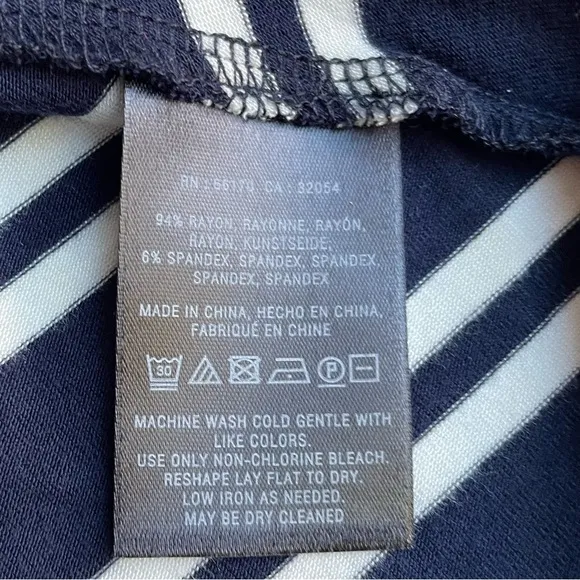 RN : 66170 CA : 32054
94% RAYON, RAYONNE, RAYÓN,
RAYON, KUNSTSEIDE,
6% SPANDEX, SPANDEX, SPANDEX,
SPANDEX, SPANDEX
MADE IN CHINA, HECHO EN CHINA,
FABRIQUÉ EN CHINE
30 P
MACHINE WASH COLD GENTLE WITH
LIKE COLORS.
USE ONLY NON-CHLORINE BLEACH.
RESHAPE LAY FLAT TO DRY.
LOW IRON AS NEEDED.
MAY BE DRY CLEANED